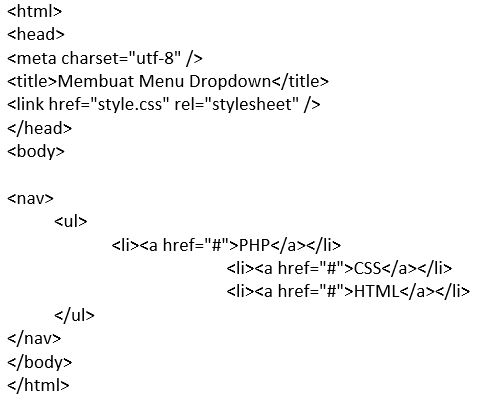 <html>
<head>
<meta charset="utf-8" />
<title>Membuat Menu Dropdown</title>
<link href="style.css" rel="stylesheet" />
</head>
<body>
<nav>
<ul>
<li><a href="#">PHP</a></li>
<li><a href="#">CSS</a></li>
<li><a href="#">HTML</a></li>
</ul>
</nav>
</body>
</html>